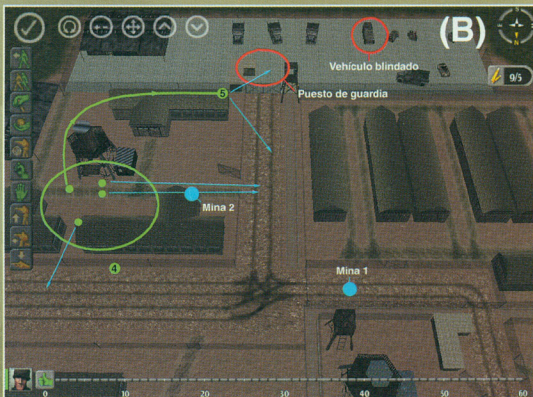 (B)
N
9/5
Vehículo blindado
Puesto de guardia
5
Mina 2
4
Mina 1
0 10 20 30 40 50 60